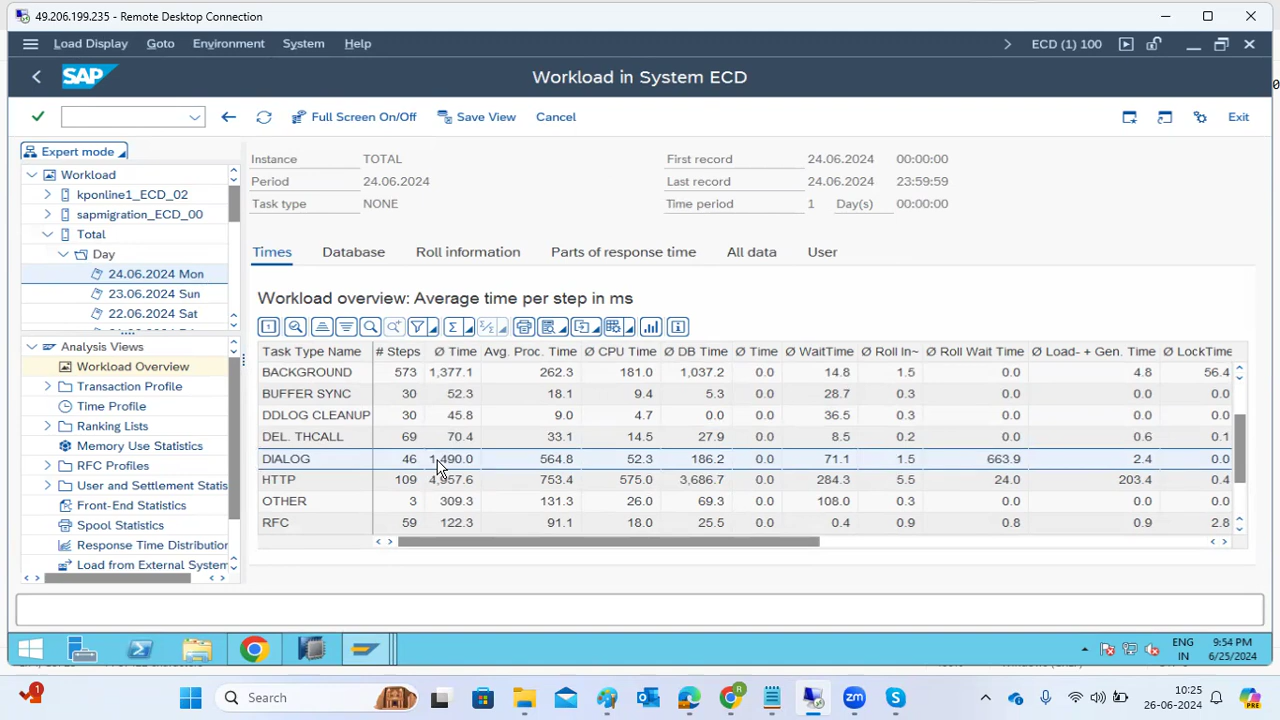 49.206.199.235 - Remote Desktop Connection
Load Display Goto Environment System Help ECD (1) 100
SAP Workload in System ECD
Full Screen On/Off Save View Cancel Exit
Expert mode
Workload
kponline1_ECD_02
sapmigration_ECD_00
Total
Day
24.06.2024 Mon
23.06.2024 Sun
22.06.2024 Sat
Analysis Views
Workload Overview
Transaction Profile
Time Profile
Ranking Lists
Memory Use Statistics
RFC Profiles
User and Settlement Statis
Front-End Statistics
Spool Statistics
Response Time Distribution
Load from External System
Instance TOTAL First record 24.06.2024 00:00:00
Period 24.06.2024 Last record 24.06.2024 23:59:59
Task type NONE Time period 1 Day(s) 00:00:00
Times Database Roll information Parts of response time All data User
Workload overview: Average time per step in ms
Task Type Name # Steps Ø Time Avg. Proc. Time Ø CPU Time Ø DB Time Ø Time Ø WaitTime Ø Roll In~ Ø Roll Wait Time Ø Load- + Gen. Time Ø LockTime
BACKGROUND 573 1,377.1 262.3 181.0 1,037.2 0.0 14.8 1.5 0.0 4.8 56.4
BUFFER SYNC 30 52.3 18.1 9.4 5.3 0.0 28.7 0.3 0.0 0.0 0.0
DDLOG CLEANUP 30 45.8 9.0 4.7 0.0 0.0 36.5 0.3 0.0 0.0 0.0
DEL. THCALL 69 70.4 33.1 14.5 27.9 0.0 8.5 0.2 0.0 0.6 0.1
DIALOG 46 1,490.0 564.8 52.3 186.2 0.0 71.1 1.5 663.9 2.4 0.0
HTTP 109 4,957.6 753.4 575.0 3,686.7 0.0 284.3 5.5 24.0 203.4 0.4
OTHER 3 309.3 131.3 26.0 69.3 0.0 108.0 0.3 0.0 0.0 0.0
RFC 59 122.3 91.1 18.0 25.5 0.0 0.4 0.9 0.8 0.9 2.8
ENG
IN
9:54 PM
6/25/2024
1
Search
PRE
10:25
26-06-2024